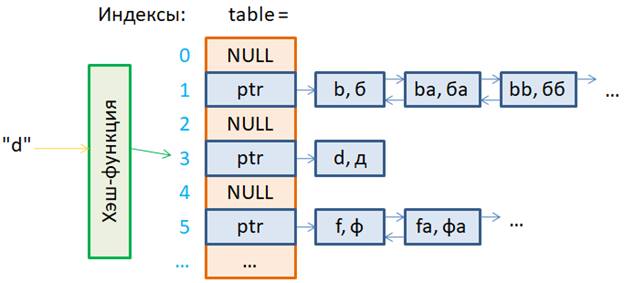 Индексы: table =
0 NULL
1 ptr b, б ba, ба bb, бб ...
2 NULL
"d" Хэш-функция 3 ptr d, д
4 NULL
5 ptr f, ф fa, фа ...
... ...